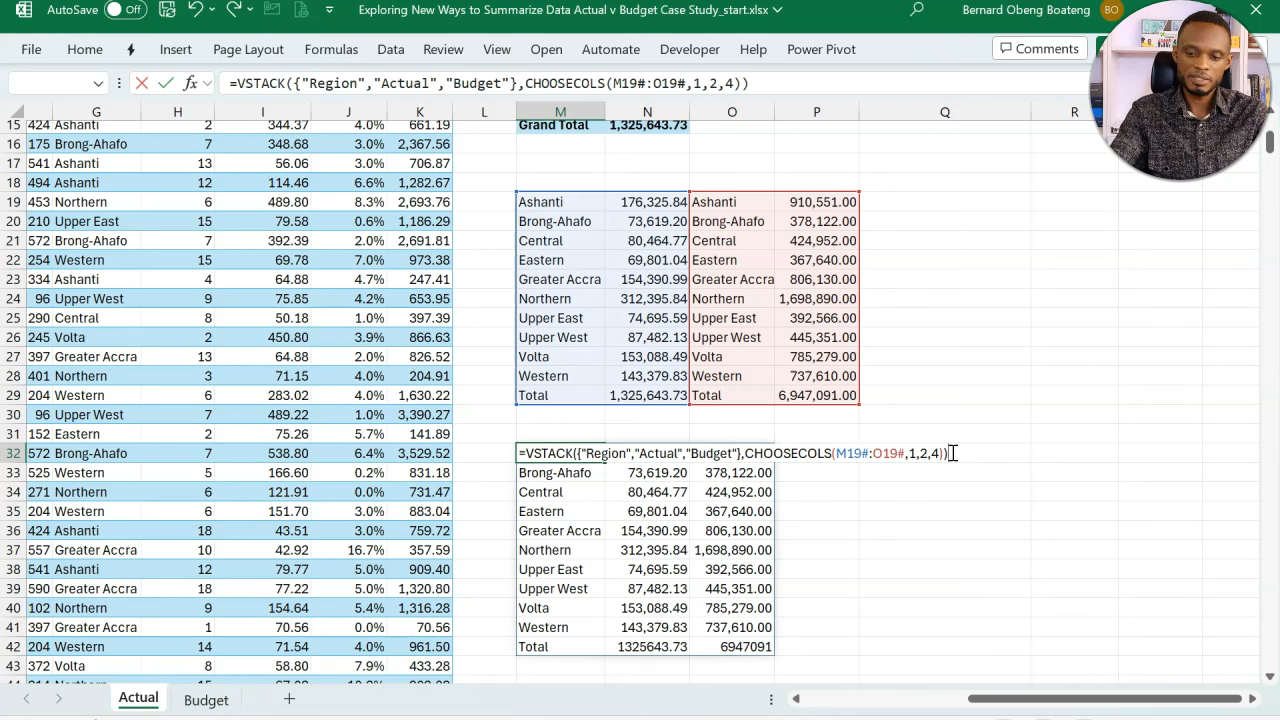 AutoSave Off Exploring New Ways to Summarize Data Actual v Budget Case Study_start.xlsx Bernard Obeng Boateng BO
File Home Insert Page Layout Formulas Data Review View Open Automate Developer Help Power Pivot Comments
fx =VSTACK({"Region","Actual","Budget"},CHOOSECOLS(M19#:O19#,1,2,4))
G H I J K L M N O P Q R
15 424 Ashanti 2 344.37 4.0% 661.19 Grand Total 1,325,643.73
16 175 Brong-Ahafo 7 348.68 3.0% 2,367.56
17 541 Ashanti 13 56.06 3.0% 706.87
18 494 Ashanti 12 114.46 6.6% 1,282.67
19 453 Northern 6 489.80 8.3% 2,693.76 Ashanti 176,325.84 Ashanti 910,551.00
20 210 Upper East 15 79.58 0.6% 1,186.29 Brong-Ahafo 73,619.20 Brong-Ahafo 378,122.00
21 572 Brong-Ahafo 7 392.39 2.0% 2,691.81 Central 80,464.77 Central 424,952.00
22 254 Western 15 69.78 7.0% 973.38 Eastern 69,801.04 Eastern 367,640.00
23 334 Ashanti 4 64.88 4.7% 247.41 Greater Accra 154,390.99 Greater Accra 806,130.00
24 96 Upper West 9 75.85 4.2% 653.95 Northern 312,395.84 Northern 1,698,890.00
25 290 Central 8 50.18 1.0% 397.39 Upper East 74,695.59 Upper East 392,566.00
26 245 Volta 2 450.80 3.9% 866.63 Upper West 87,482.13 Upper West 445,351.00
27 397 Greater Accra 13 64.88 2.0% 826.52 Volta 153,088.49 Volta 785,279.00
28 401 Northern 3 71.15 4.0% 204.91 Western 143,379.83 Western 737,610.00
29 204 Western 6 283.02 4.0% 1,630.22 Total 1,325,643.73 Total 6,947,091.00
30 96 Upper West 7 489.22 1.0% 3,390.27
31 152 Eastern 2 75.26 5.7% 141.89
32 572 Brong-Ahafo 7 538.80 6.4% 3,529.52 =VSTACK({"Region","Actual","Budget"},CHOOSECOLS(M19#:O19#,1,2,4))
33 525 Western 5 166.60 0.2% 831.18 Brong-Ahafo 73,619.20 378,122.00
34 271 Northern 6 121.91 0.0% 731.47 Central 80,464.77 424,952.00
35 204 Western 6 151.70 3.0% 883.04 Eastern 69,801.04 367,640.00
36 424 Ashanti 18 43.51 3.0% 759.72 Greater Accra 154,390.99 806,130.00
37 557 Greater Accra 10 42.92 16.7% 357.59 Northern 312,395.84 1,698,890.00
38 541 Ashanti 12 79.77 5.0% 909.40 Upper East 74,695.59 392,566.00
39 590 Greater Accra 18 77.22 5.0% 1,320.80 Upper West 87,482.13 445,351.00
40 102 Northern 9 154.64 5.4% 1,316.28 Volta 153,088.49 785,279.00
41 397 Greater Accra 1 70.56 0.0% 70.56 Western 143,379.83 737,610.00
42 204 Western 14 71.54 4.0% 961.50 Total 1325643.73 6947091
43 372 Volta 8 58.80 7.9% 433.28
Actual Budget